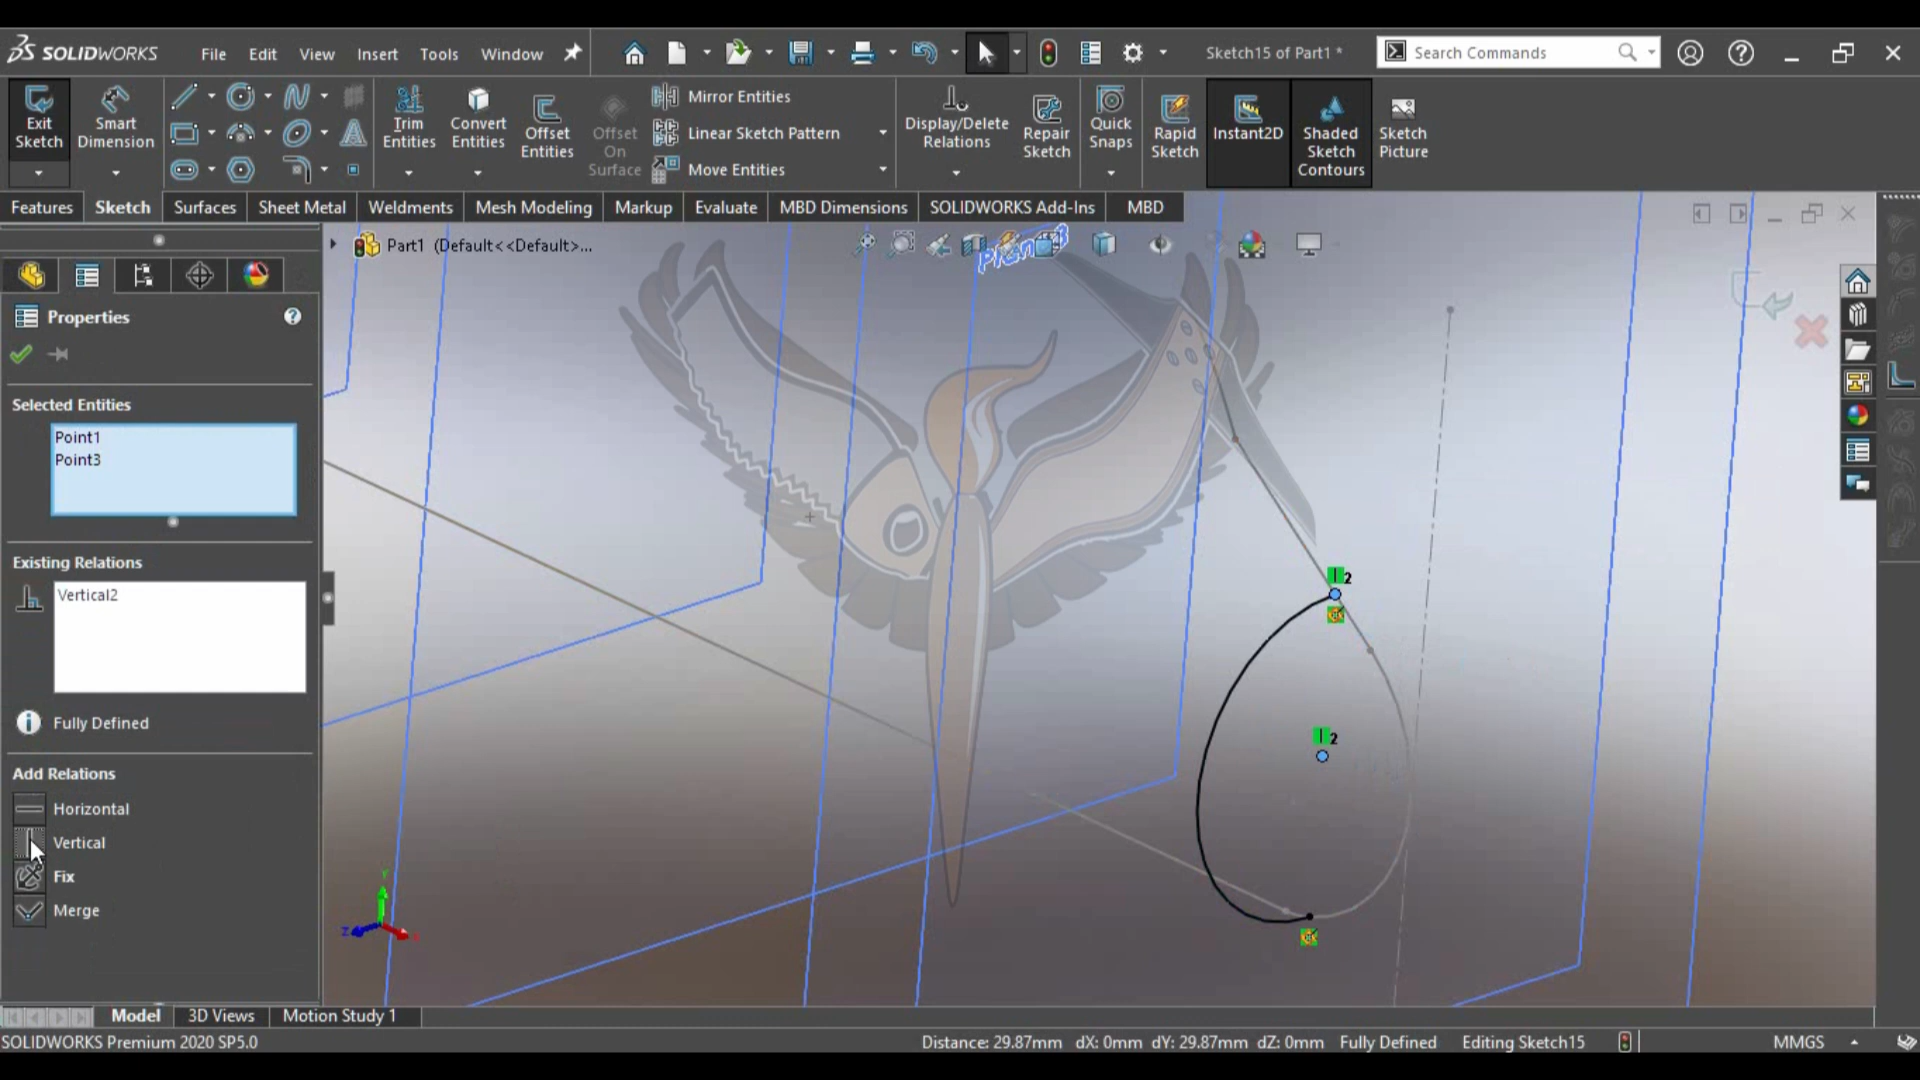 SOLIDWORKS File Edit View Insert Tools Window Sketch15 of Part1 * Search Commands
Exit Sketch
Smart Dimension
Trim Entities
Convert Entities
Offset Entities
Offset On Surface
Mirror Entities
Linear Sketch Pattern
Move Entities
Display/Delete Relations
Repair Sketch
Quick Snaps
Rapid Sketch
Instant2D
Shaded Sketch Contours
Sketch Picture
Features Sketch Surfaces Sheet Metal Weldments Mesh Modeling Markup Evaluate MBD Dimensions SOLIDWORKS Add-Ins MBD
Part1 (Default<<Default>...
Properties
Selected Entities
Point1
Point3
Existing Relations
Vertical2
Fully Defined
Add Relations
Horizontal
Vertical
Fix
Merge
2
2
Y
Z
Model 3D Views Motion Study 1
SOLIDWORKS Premium 2020 SP5.0 Distance: 29.87mm dX: 0mm dY: 29.87mm dZ: 0mm Fully Defined Editing Sketch15 MMGS